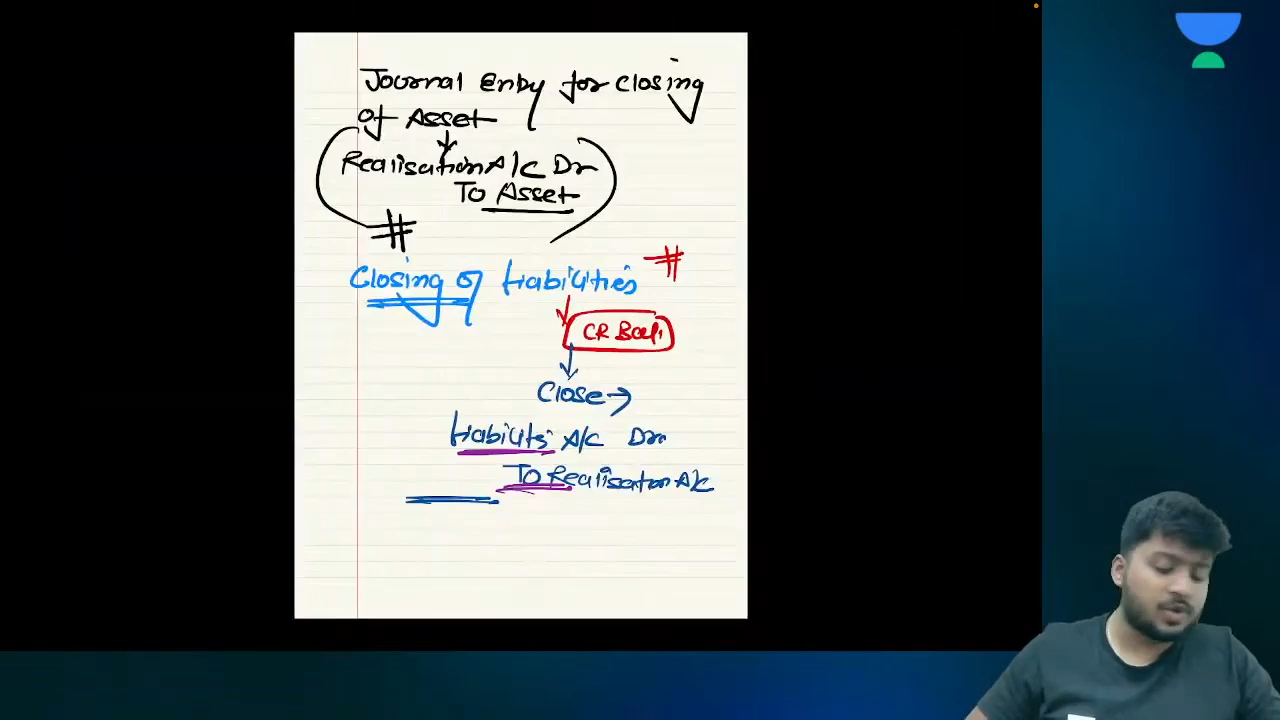 Journal Entry for closing
of Asset
Realisation A/c Dr
To Asset
Closing of Liabilities
CR Bal
Close →
Liabilits A/c Dr
To Realisation A/c